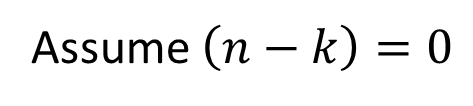 Assume (n − k) = 0